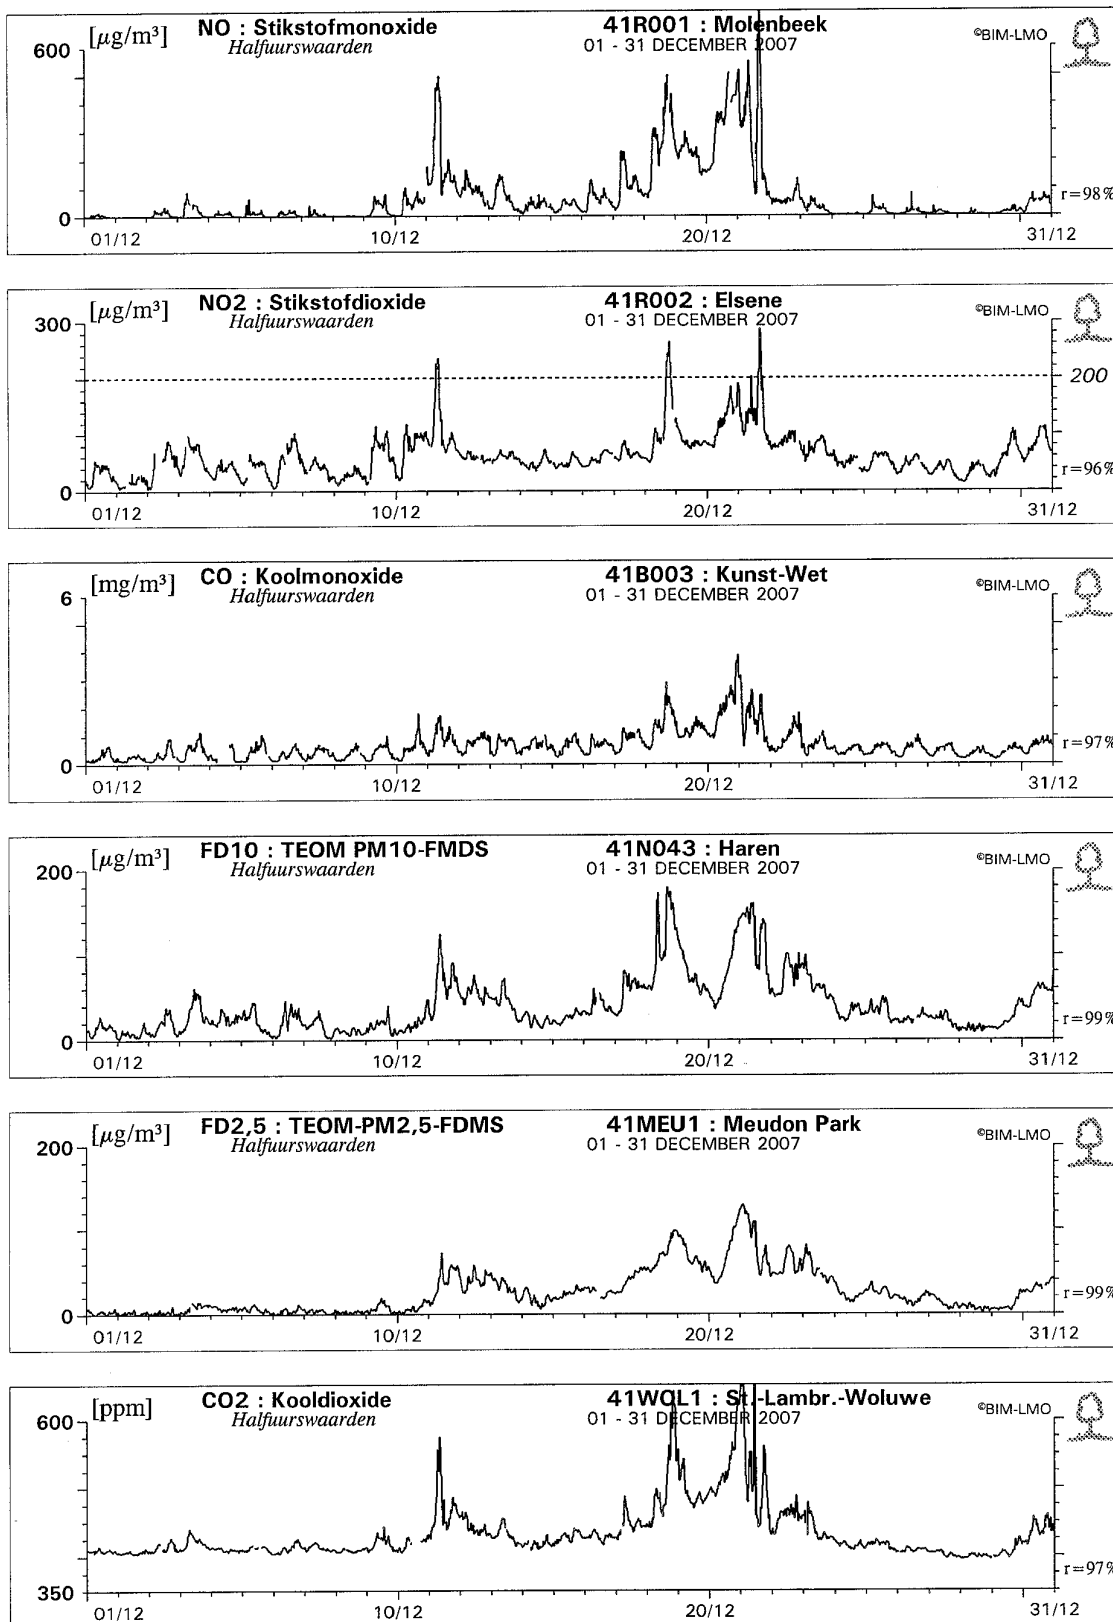 [µg/m³] NO : Stikstofmonoxide 41R001 : Molenbeek ©BIM-LMO
Halfuurswaarden 01 - 31 DECEMBER 2007
600
r=98%
0
01/12 10/12 20/12 31/12
[µg/m³] NO2 : Stikstofdioxide 41R002 : Elsene ©BIM-LMO
Halfuurswaarden 01 - 31 DECEMBER 2007
300
200
r=96%
0
01/12 10/12 20/12 31/12
[mg/m³] CO : Koolmonoxide 41B003 : Kunst-Wet ©BIM-LMO
Halfuurswaarden 01 - 31 DECEMBER 2007
6
r=97%
0
01/12 10/12 20/12 31/12
[µg/m³] FD10 : TEOM PM10-FMDS 41N043 : Haren ©BIM-LMO
Halfuurswaarden 01 - 31 DECEMBER 2007
200
r=99%
0
01/12 10/12 20/12 31/12
[µg/m³] FD2,5 : TEOM-PM2,5-FDMS 41MEU1 : Meudon Park ©BIM-LMO
Halfuurswaarden 01 - 31 DECEMBER 2007
200
r=99%
0
01/12 10/12 20/12 31/12
[ppm] CO2 : Kooldioxide 41WOL1 : St.-Lambr.-Woluwe ©BIM-LMO
Halfuurswaarden 01 - 31 DECEMBER 2007
600
r=97%
350
01/12 10/12 20/12 31/12